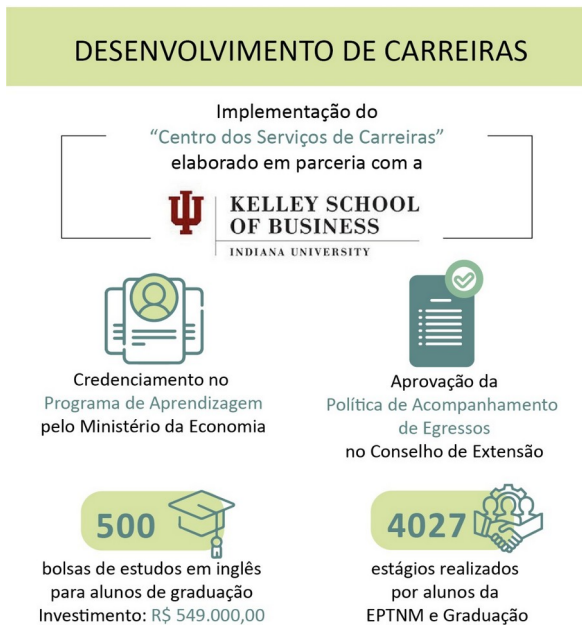 DESENVOLVIMENTO DE CARREIRAS
Implementação do
“Centro dos Serviços de Carreiras”
elaborado em parceria com a
KELLEY SCHOOL
OF BUSINESS
INDIANA UNIVERSITY
Credenciamento no
Programa de Aprendizagem
pelo Ministério da Economia
Aprovação da
Política de Acompanhamento
de Egressos
no Conselho de Extensão
500
bolsas de estudos em inglês
para alunos de graduação
Investimento: R$ 549.000,00
4027
estágios realizados
por alunos da
EPTNM e Graduação